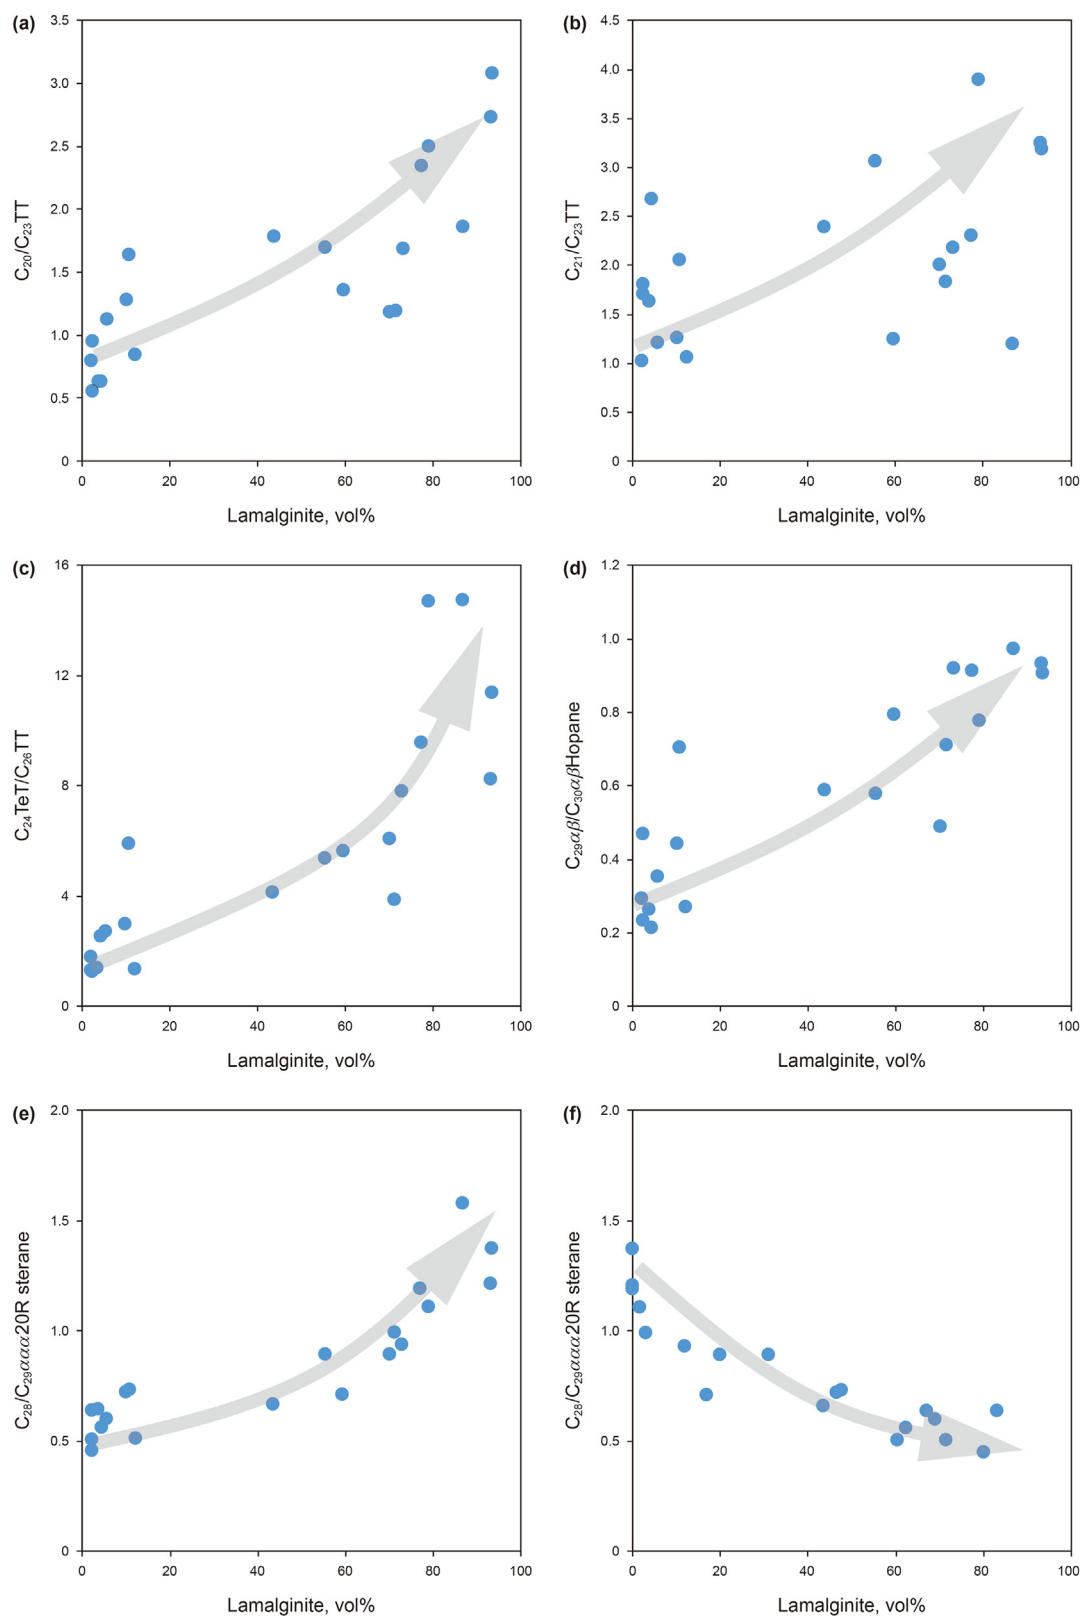 (a)
3.5
3.0
2.5
2.0
1.5
1.0
0.5
0
C₂₀/C₂₃TT
0 20 40 60 80 100
Lamalginite, vol%
(b)
4.5
4.0
3.5
3.0
2.5
2.0
1.5
1.0
0.5
0
C₂₁/C₂₃TT
0 20 40 60 80 100
Lamalginite, vol%
(c)
16
12
8
4
0
C₂₄TeT/C₂₆TT
0 20 40 60 80 100
Lamalginite, vol%
(d)
1.2
1.0
0.8
0.6
0.4
0.2
0
C₂₉αβ/C₃₀αβHopane
0 20 40 60 80 100
Lamalginite, vol%
(e)
2.0
1.5
1.0
0.5
0
C₂₈/C₂₉ααα20R sterane
0 20 40 60 80 100
Lamalginite, vol%
(f)
2.0
1.5
1.0
0.5
0
C₂₈/C₂₉ααα20R sterane
0 20 40 60 80 100
Lamalginite, vol%